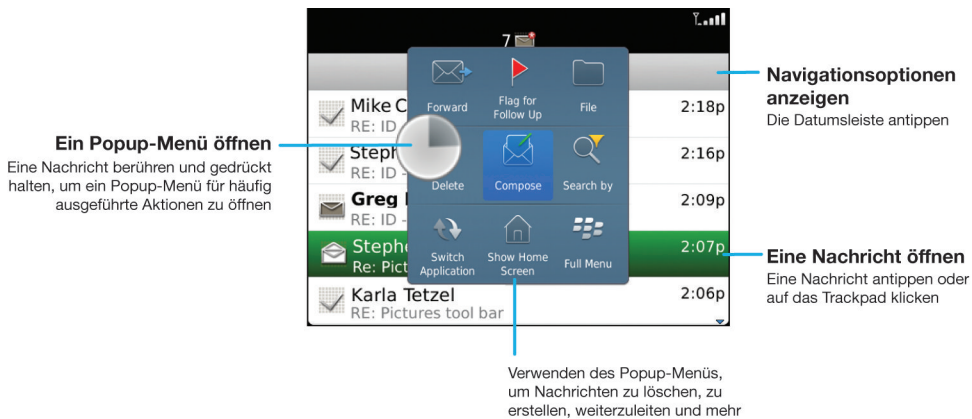 7
Navigationsoptionen
anzeigen
Die Datumsleiste antippen
Ein Popup-Menü öffnen
Eine Nachricht berühren und gedrückt
halten, um ein Popup-Menü für häufig
ausgeführte Aktionen zu öffnen
Forward
Flag for
Follow Up
File
Delete
Compose
Search by
Switch
Application
Show Home
Screen
Full Menu
Mike C
2:18p
RE: ID
Steph
2:16p
RE: ID -
Greg
2:09p
RE: ID -
Stephe
2:07p
Re: Pict
Karla Tetzel
2:06p
RE: Pictures tool bar
Eine Nachricht öffnen
Eine Nachricht antippen oder
auf das Trackpad klicken
Verwenden des Popup-Menüs,
um Nachrichten zu löschen, zu
erstellen, weiterzuleiten und mehr